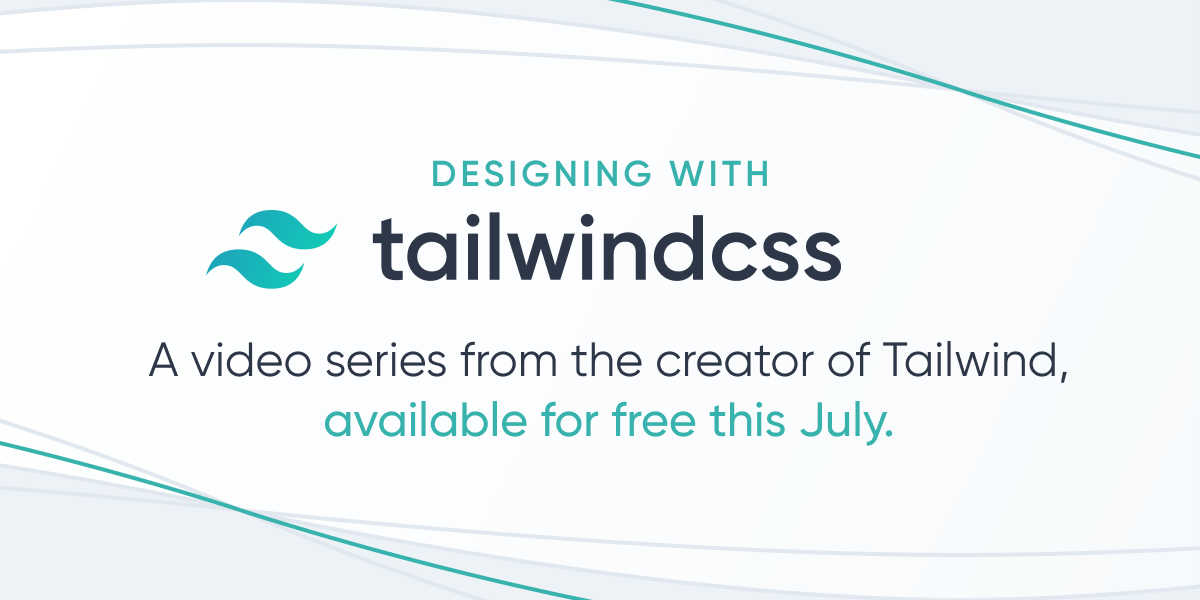 DESIGNING WITH
tailwindcss
A video series from the creator of Tailwind,
available for free this July.